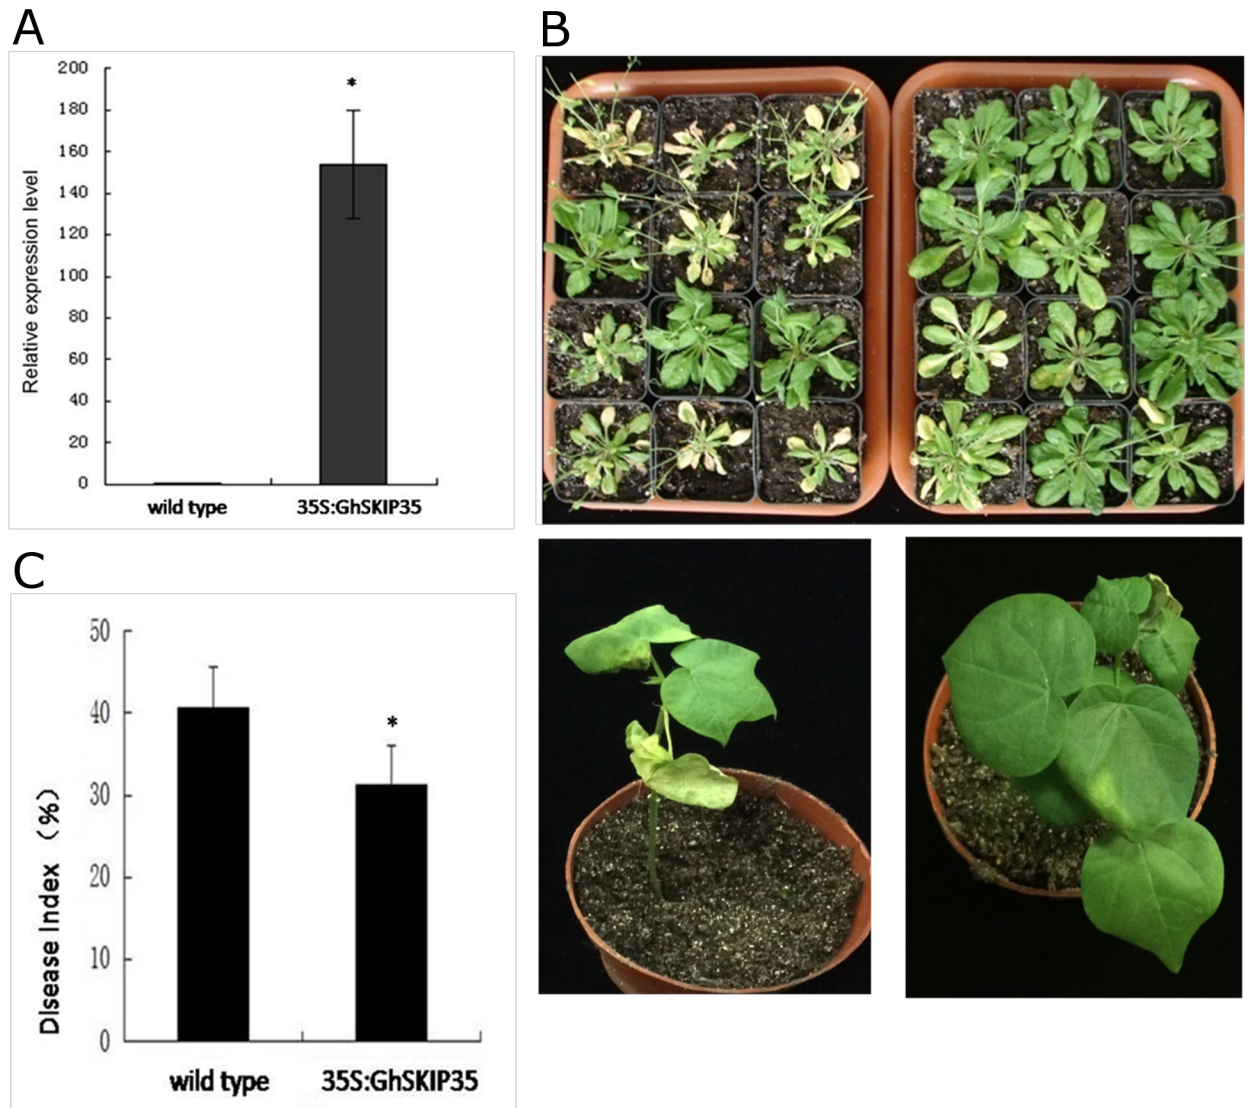 A
200
180
160
140
120
100
80
60
40
20
0
Relative expression level
*
wild type 35S:GhSKIP35
B
C
50
40
30
20
10
0
DIsease Index (%)
*
wild type 35S:GhSKIP35